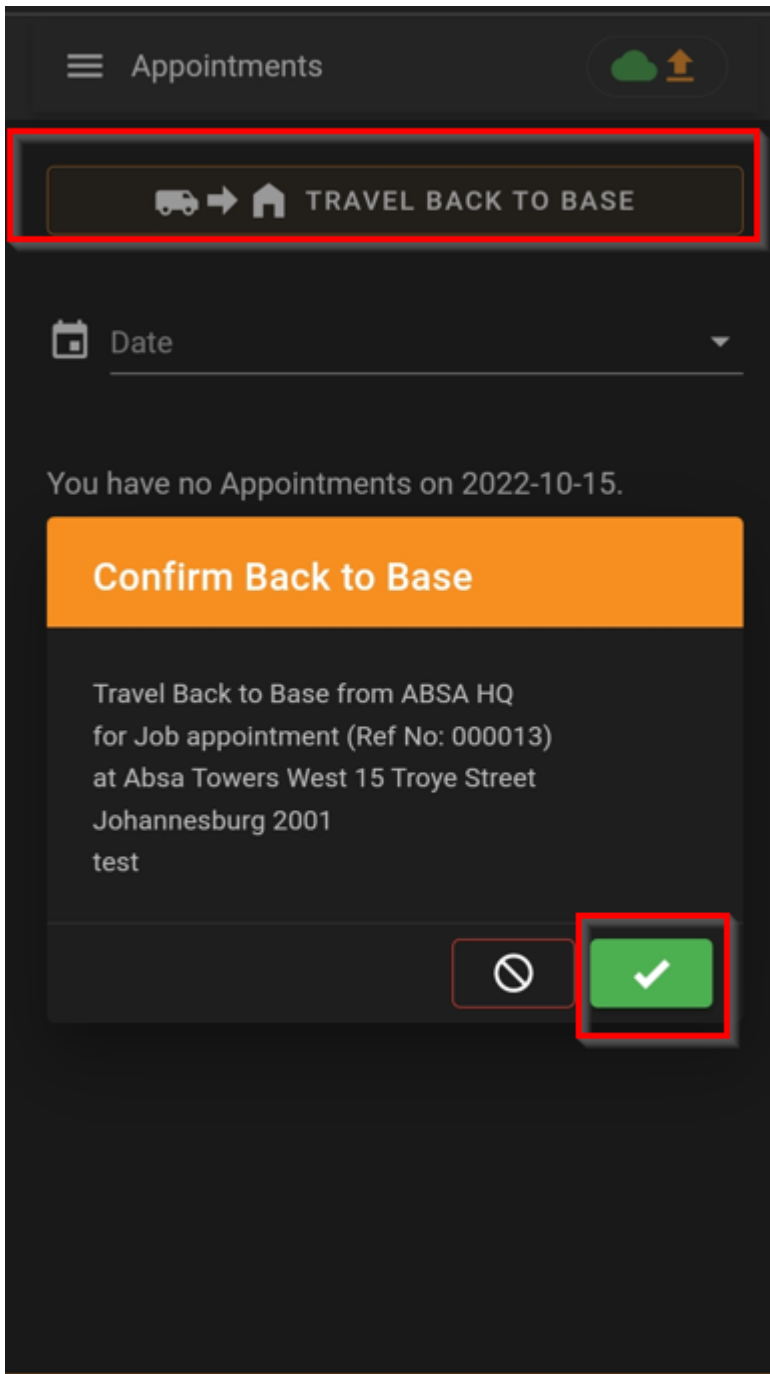 Appointments
TRAVEL BACK TO BASE
Date
You have no Appointments on 2022-10-15.
Confirm Back to Base
Travel Back to Base from ABSA HQ
for Job appointment (Ref No: 000013)
at Absa Towers West 15 Troye Street
Johannesburg 2001
test